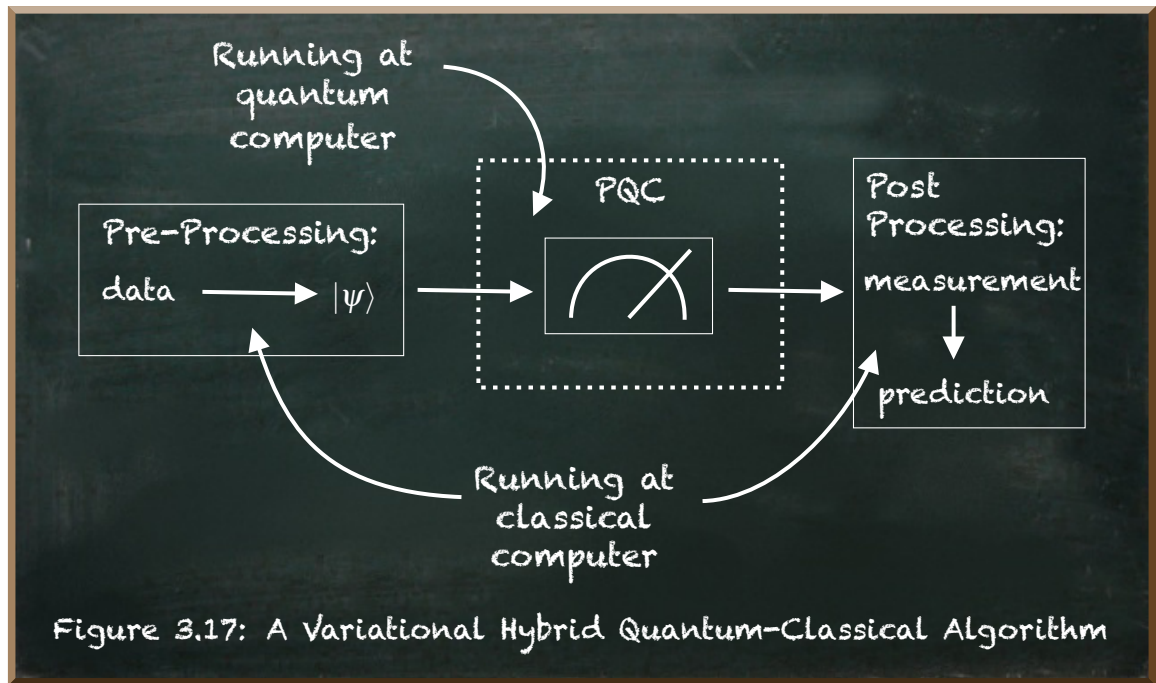 Running at
quantum
computer
PQC
Pre-Processing:
data
|ψ⟩
Post
Processing:
measurement
prediction
Running at
classical
computer
Figure 3.17: A Variational Hybrid Quantum-Classical Algorithm